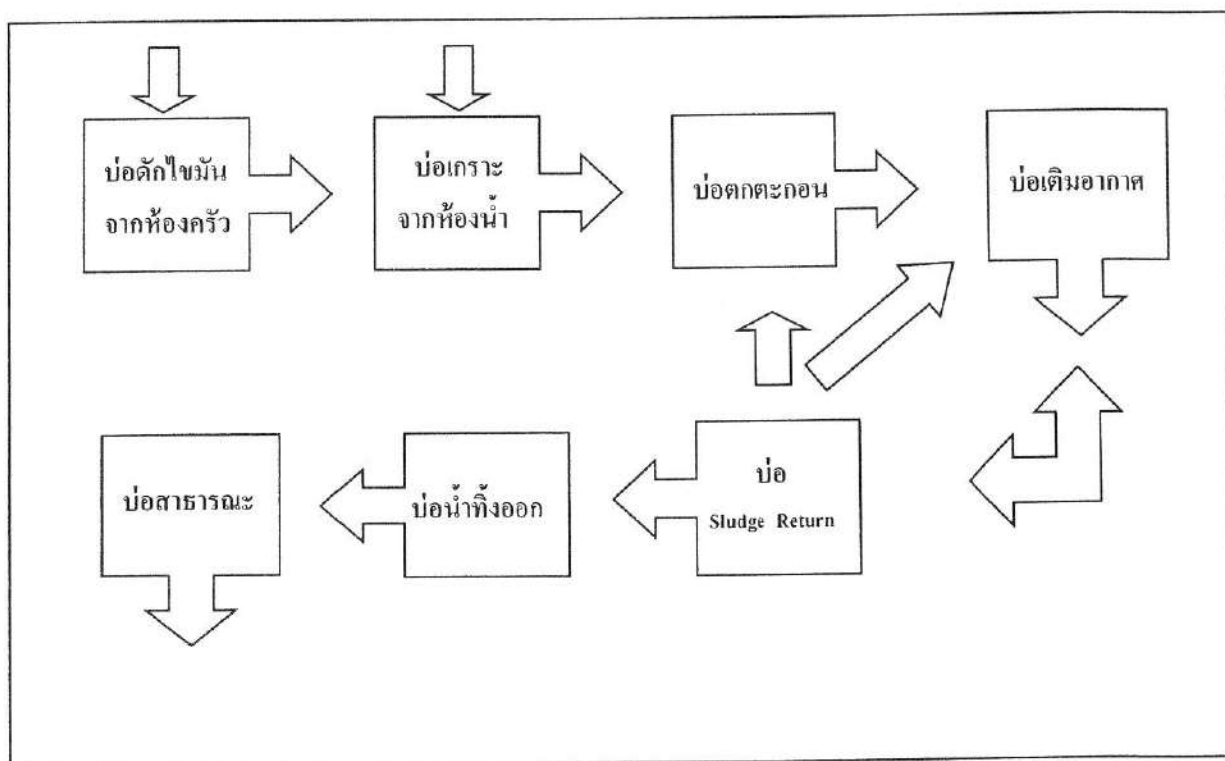 บ่อดักไขมัน
จากห้องครัว
บ่อเกราะ
จากห้องน้ำ
บ่อตกตะกอน
บ่อเติมอากาศ
บ่อสาธารณะ
บ่อน้ำทิ้งออก
บ่อ
Sludge Return